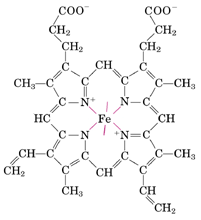 COO⁻ COO⁻
CH₂ CH₂
CH₂ CH₂
C CH C
CH₃ C C C C CH₃
C N⁺ N C
HC Fe CH
C N N⁺ C
CH C C C C CH₃
CH₂ C CH C
CH₃ CH
CH₂